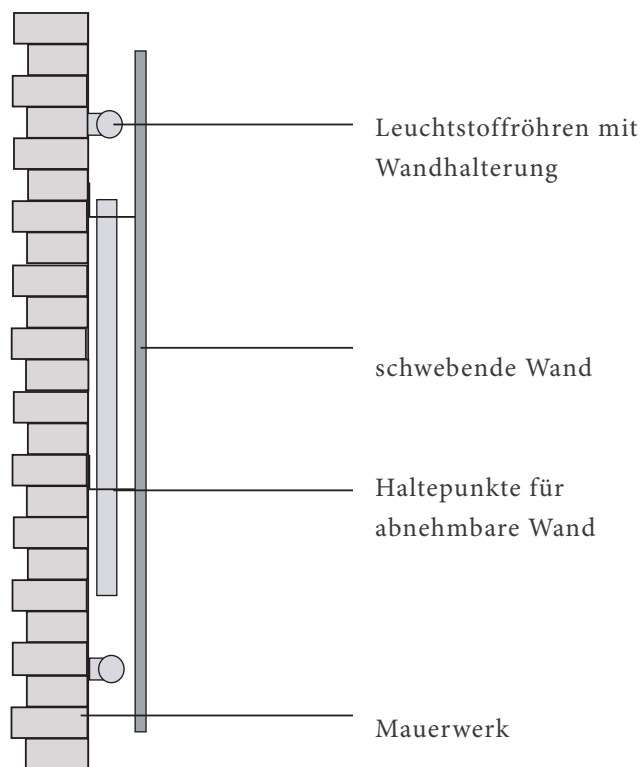 Leuchtstoffröhren mit
Wandhalterung
schwebende Wand
Haltepunkte für
abnehmbare Wand
Mauerwerk